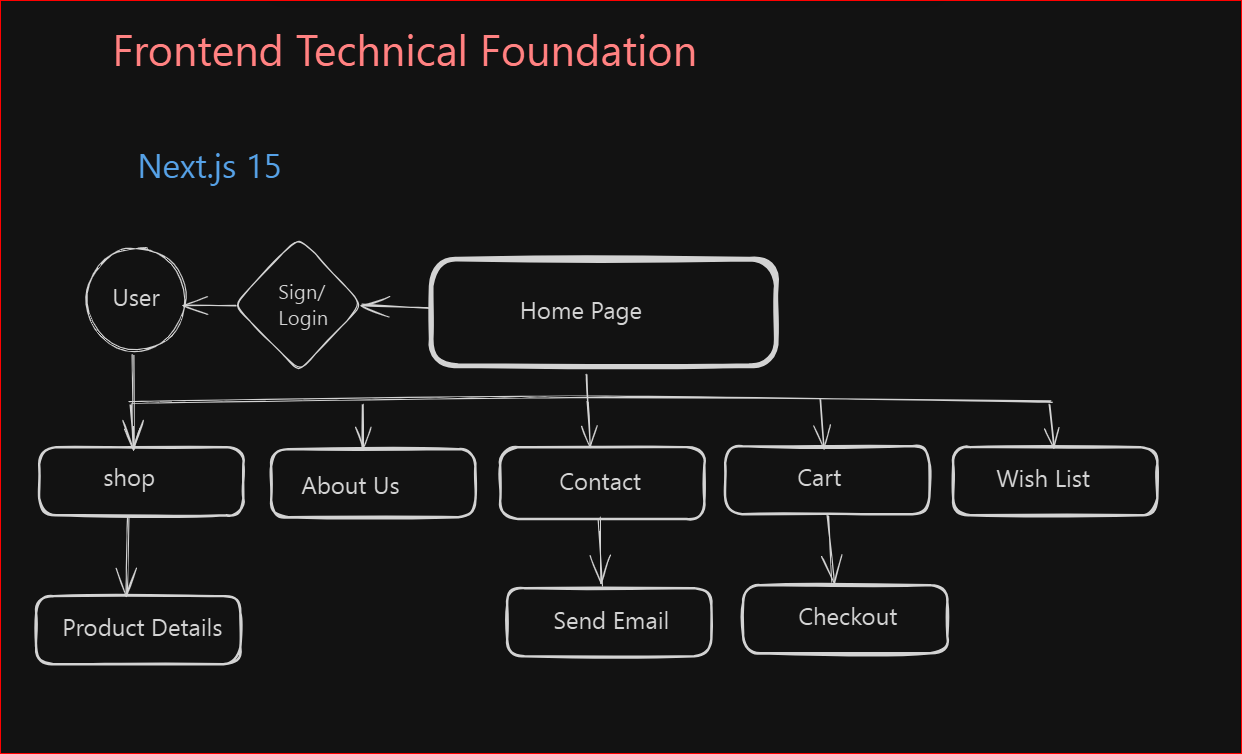 Frontend Technical Foundation
Next.js 15
User
Sign/
Login
Home Page
shop
About Us
Contact
Cart
Wish List
Product Details
Send Email
Checkout